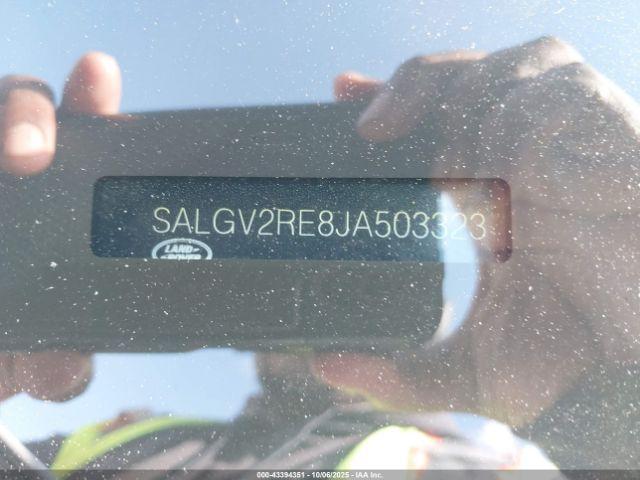 SALGV2RE8JA503323
LAND-
-ROVER
000-43394351 - 10/06/2025 - IAA Inc.